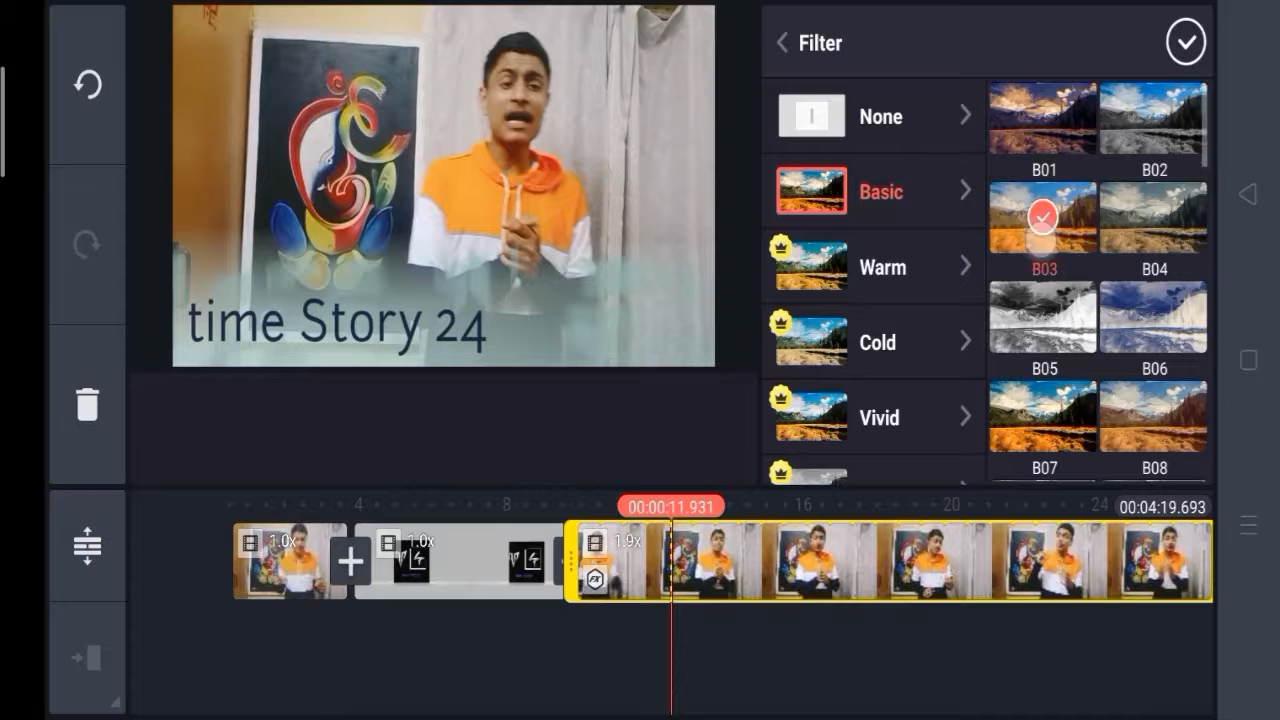 Filter
None
Basic
Warm
Cold
Vivid
B01
B02
B03
B04
B05
B06
B07
B08
time Story 24
4
8
00:00:11.931
16
20
24
00:04:19.693
1.0x
1.0x
1.9x
FX